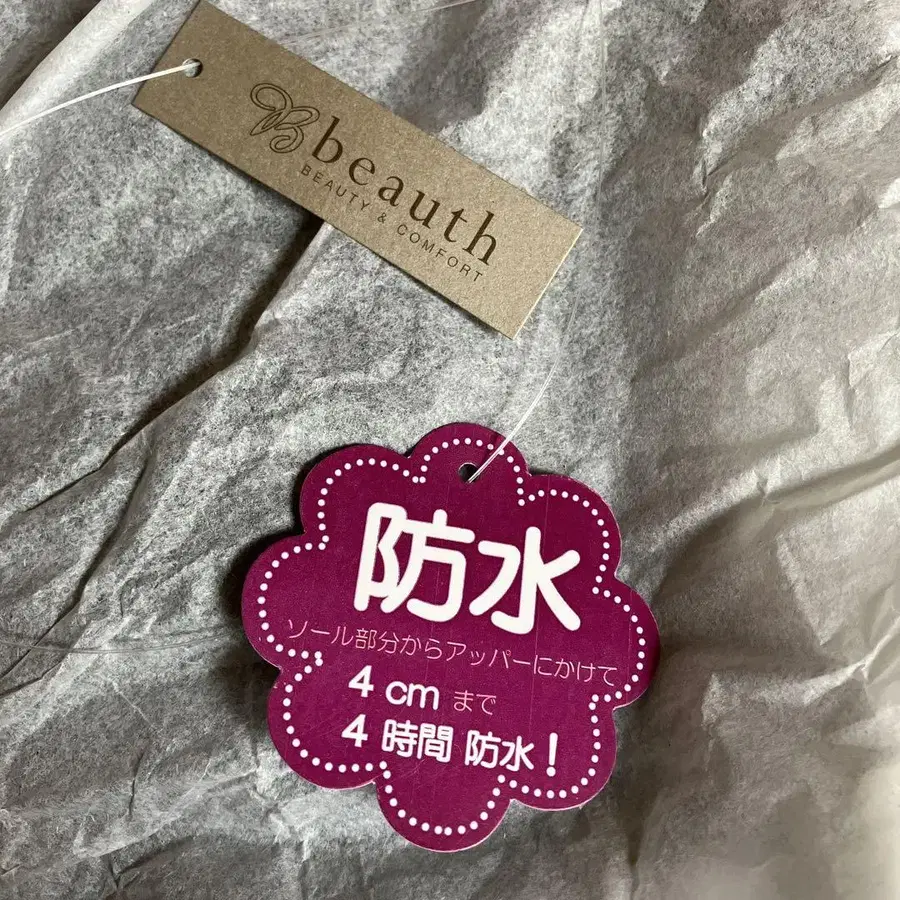 beauth
BEAUTY & COMFORT
防水
ソール部分からアッパーにかけて
4 cm まで
4 時間 防水!